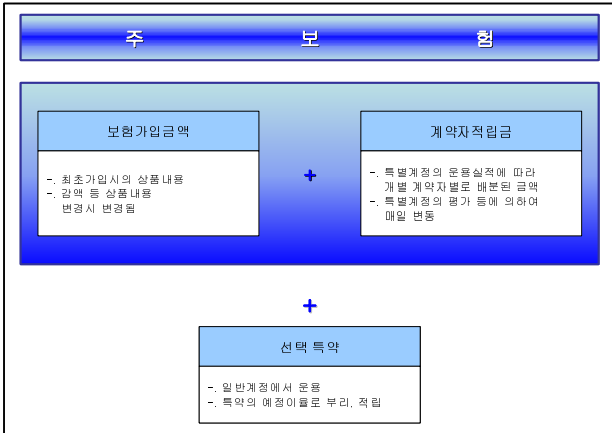 주 보 험
보험가입금액
-. 최초가입시의 상품내용
-. 감액 등 상품내용
변경시 변경됨
+
계약자적립금
-. 특별계정의 운용실적에 따라
개별 계약자별로 배분된 금액
-. 특별계정의 평가 등에 의하여
매일 변동
+
선택 특약
-. 일반계정에서 운용
-. 특약의 예정이율로 부리, 적립